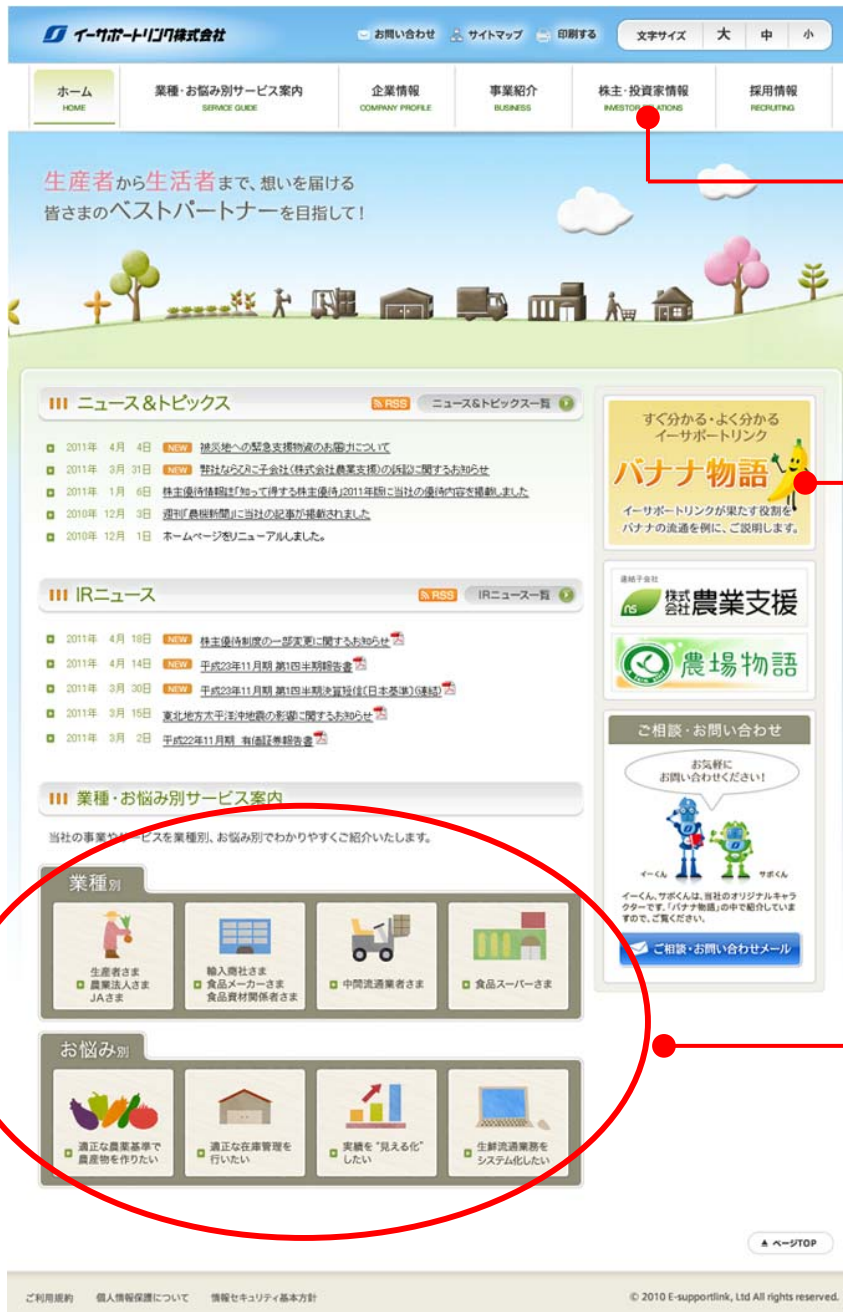 イーサポートリンク株式会社
お問い合わせ サイトマップ 印刷する 文字サイズ 大 中 小
ホーム 業種・お悩み別サービス案内 企業情報 事業紹介 株主・投資家情報 採用情報
HOME SERVICE GUIDE COMPANY PROFILE BUSINESS INVESTOR RELATIONS RECRUITING
生産者から生活者まで、想いを届ける
皆さまのベストパートナーを目指して!
ニュース&トピックス RSS ニュース&トピックス一覧
2011年 4月 4日 NEW 被災地への緊急支援物資のお届けについて
2011年 3月 31日 NEW 弊社ならびに子会社(株式会社農業支援)の訴訟に関するお知らせ
2011年 1月 6日 株主優待情報誌「知って得する株主優待」2011年版に当社の優待内容を掲載しました
2010年 12月 3日 週刊「農機新聞」に当社の記事が掲載されました
2010年 12月 1日 ホームページをリニューアルしました。
IRニュース RSS IRニュース一覧
2011年 4月 18日 NEW 株主優待制度の一部変更に関するお知らせ
2011年 4月 14日 NEW 平成23年11月期 第1四半期報告書
2011年 3月 30日 NEW 平成23年11月期 第1四半期決算短信(日本基準)(連結)
2011年 3月 15日 東北地方太平洋沖地震の影響に関するお知らせ
2011年 3月 2日 平成22年11月期 有価証券報告書
業種・お悩み別サービス案内
当社の事業やサービスを業種別、お悩み別でわかりやすくご紹介いたします。
業種別
生産者さま
農業法人さま
JAさま
輸入商社さま
食品メーカーさま
食品資材関係者さま
中間流通業者さま
食品スーパーさま
お悩み別
適正な農薬基準で
農産物を作りたい
適正な在庫管理を
行いたい
実績を“見える化”
したい
生鮮流通業務を
システム化したい
すぐ分かる・よく分かる
イーサポートリンク
バナナ物語
イーサポートリンクが果たす役割を
バナナの流通を例に、ご説明します。
連結子会社
ns 株式会社 農業支援
農場物語
ご相談・お問い合わせ
お気軽に
お問い合わせください!
イーくん サポくん
イーくん、サポくんは、当社のオリジナルキャラ
クターです。「バナナ物語」の中で紹介していま
すので、ご覧ください。
ご相談・お問い合わせメール
ページTOP
ご利用規約 個人情報保護について 情報セキュリティ基本方針
© 2010 E-supportlink, Ltd All rights reserved.